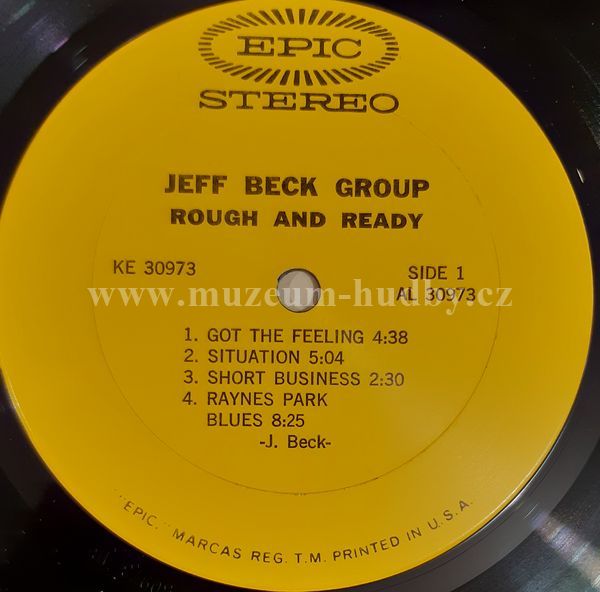 EPIC
STEREO
JEFF BECK GROUP
ROUGH AND READY
KE 30973
SIDE 1
AL 30973
www.muzeum-hudby.cz
1. GOT THE FEELING 4:38
2. SITUATION 5:04
3. SHORT BUSINESS 2:30
4. RAYNES PARK
BLUES 8:25
-J. Beck-
"EPIC," MARCAS REG. T.M. PRINTED IN U.S.A.